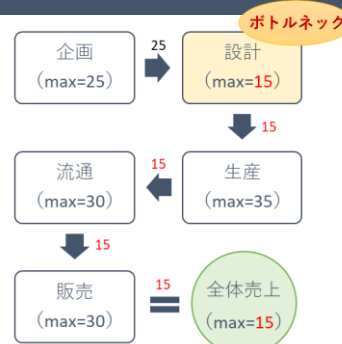 ボトルネック
企画
（max=25）
25
設計
（max=15）
15
流通
（max=30）
15
生産
（max=35）
15
販売
（max=30）
15
全体売上
（max=15）